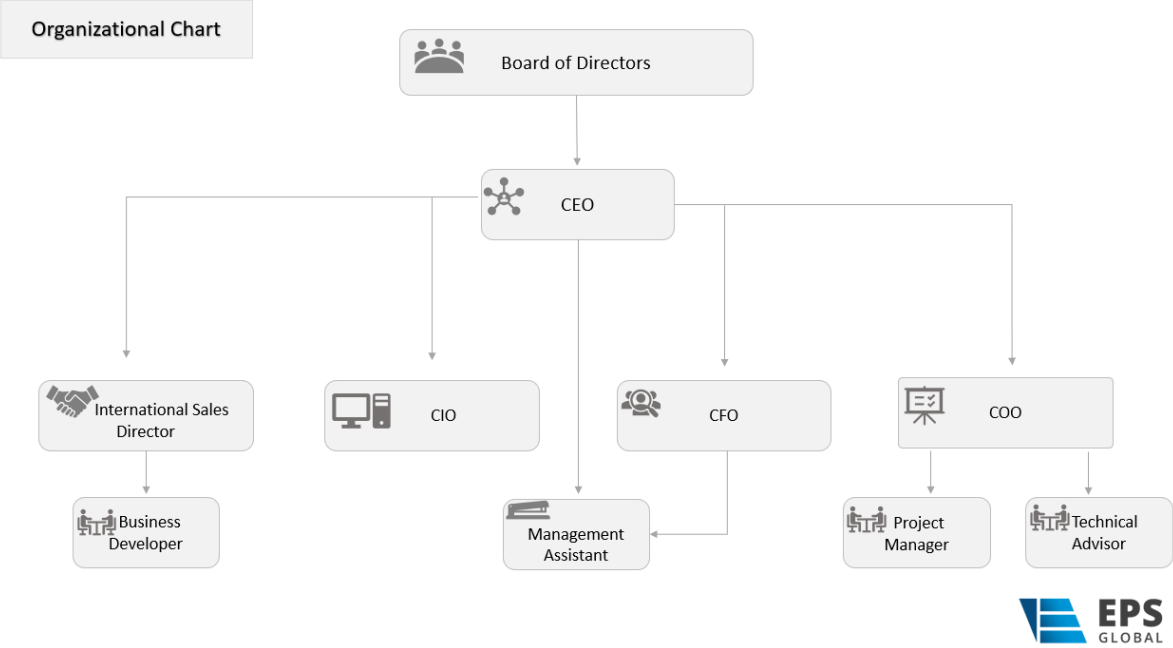 Organizational Chart
Board of Directors
CEO
International Sales
Director
CIO
CFO
COO
Business
Developer
Management
Assistant
Project
Manager
Technical
Advisor
EPS
GLOBAL